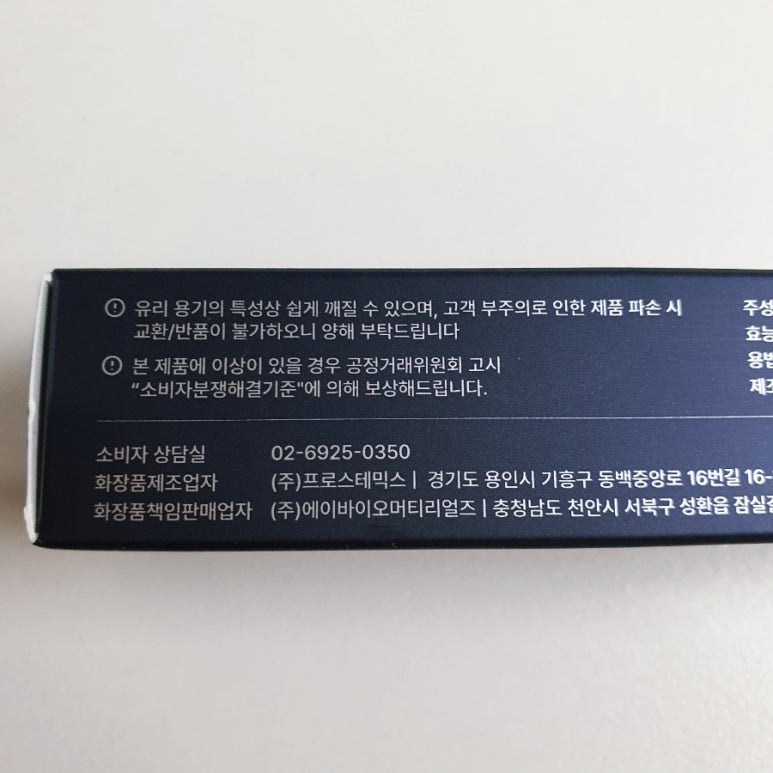 유리 용기의 특성상 쉽게 깨질 수 있으며, 고객 부주의로 인한 제품 파손 시
교환/반품이 불가하오니 양해 부탁드립니다
본 제품에 이상이 있을 경우 공정거래위원회 고시
“소비자분쟁해결기준"에 의해 보상해드립니다.
소비자 상담실 02-6925-0350
화장품제조업자 (주)프로스테믹스 | 경기도 용인시 기흥구 동백중앙로 16번길 16-
화장품책임판매업자 (주)에이바이오머티리얼즈 | 충청남도 천안시 서북구 성환읍
주성
효능
용법
제조